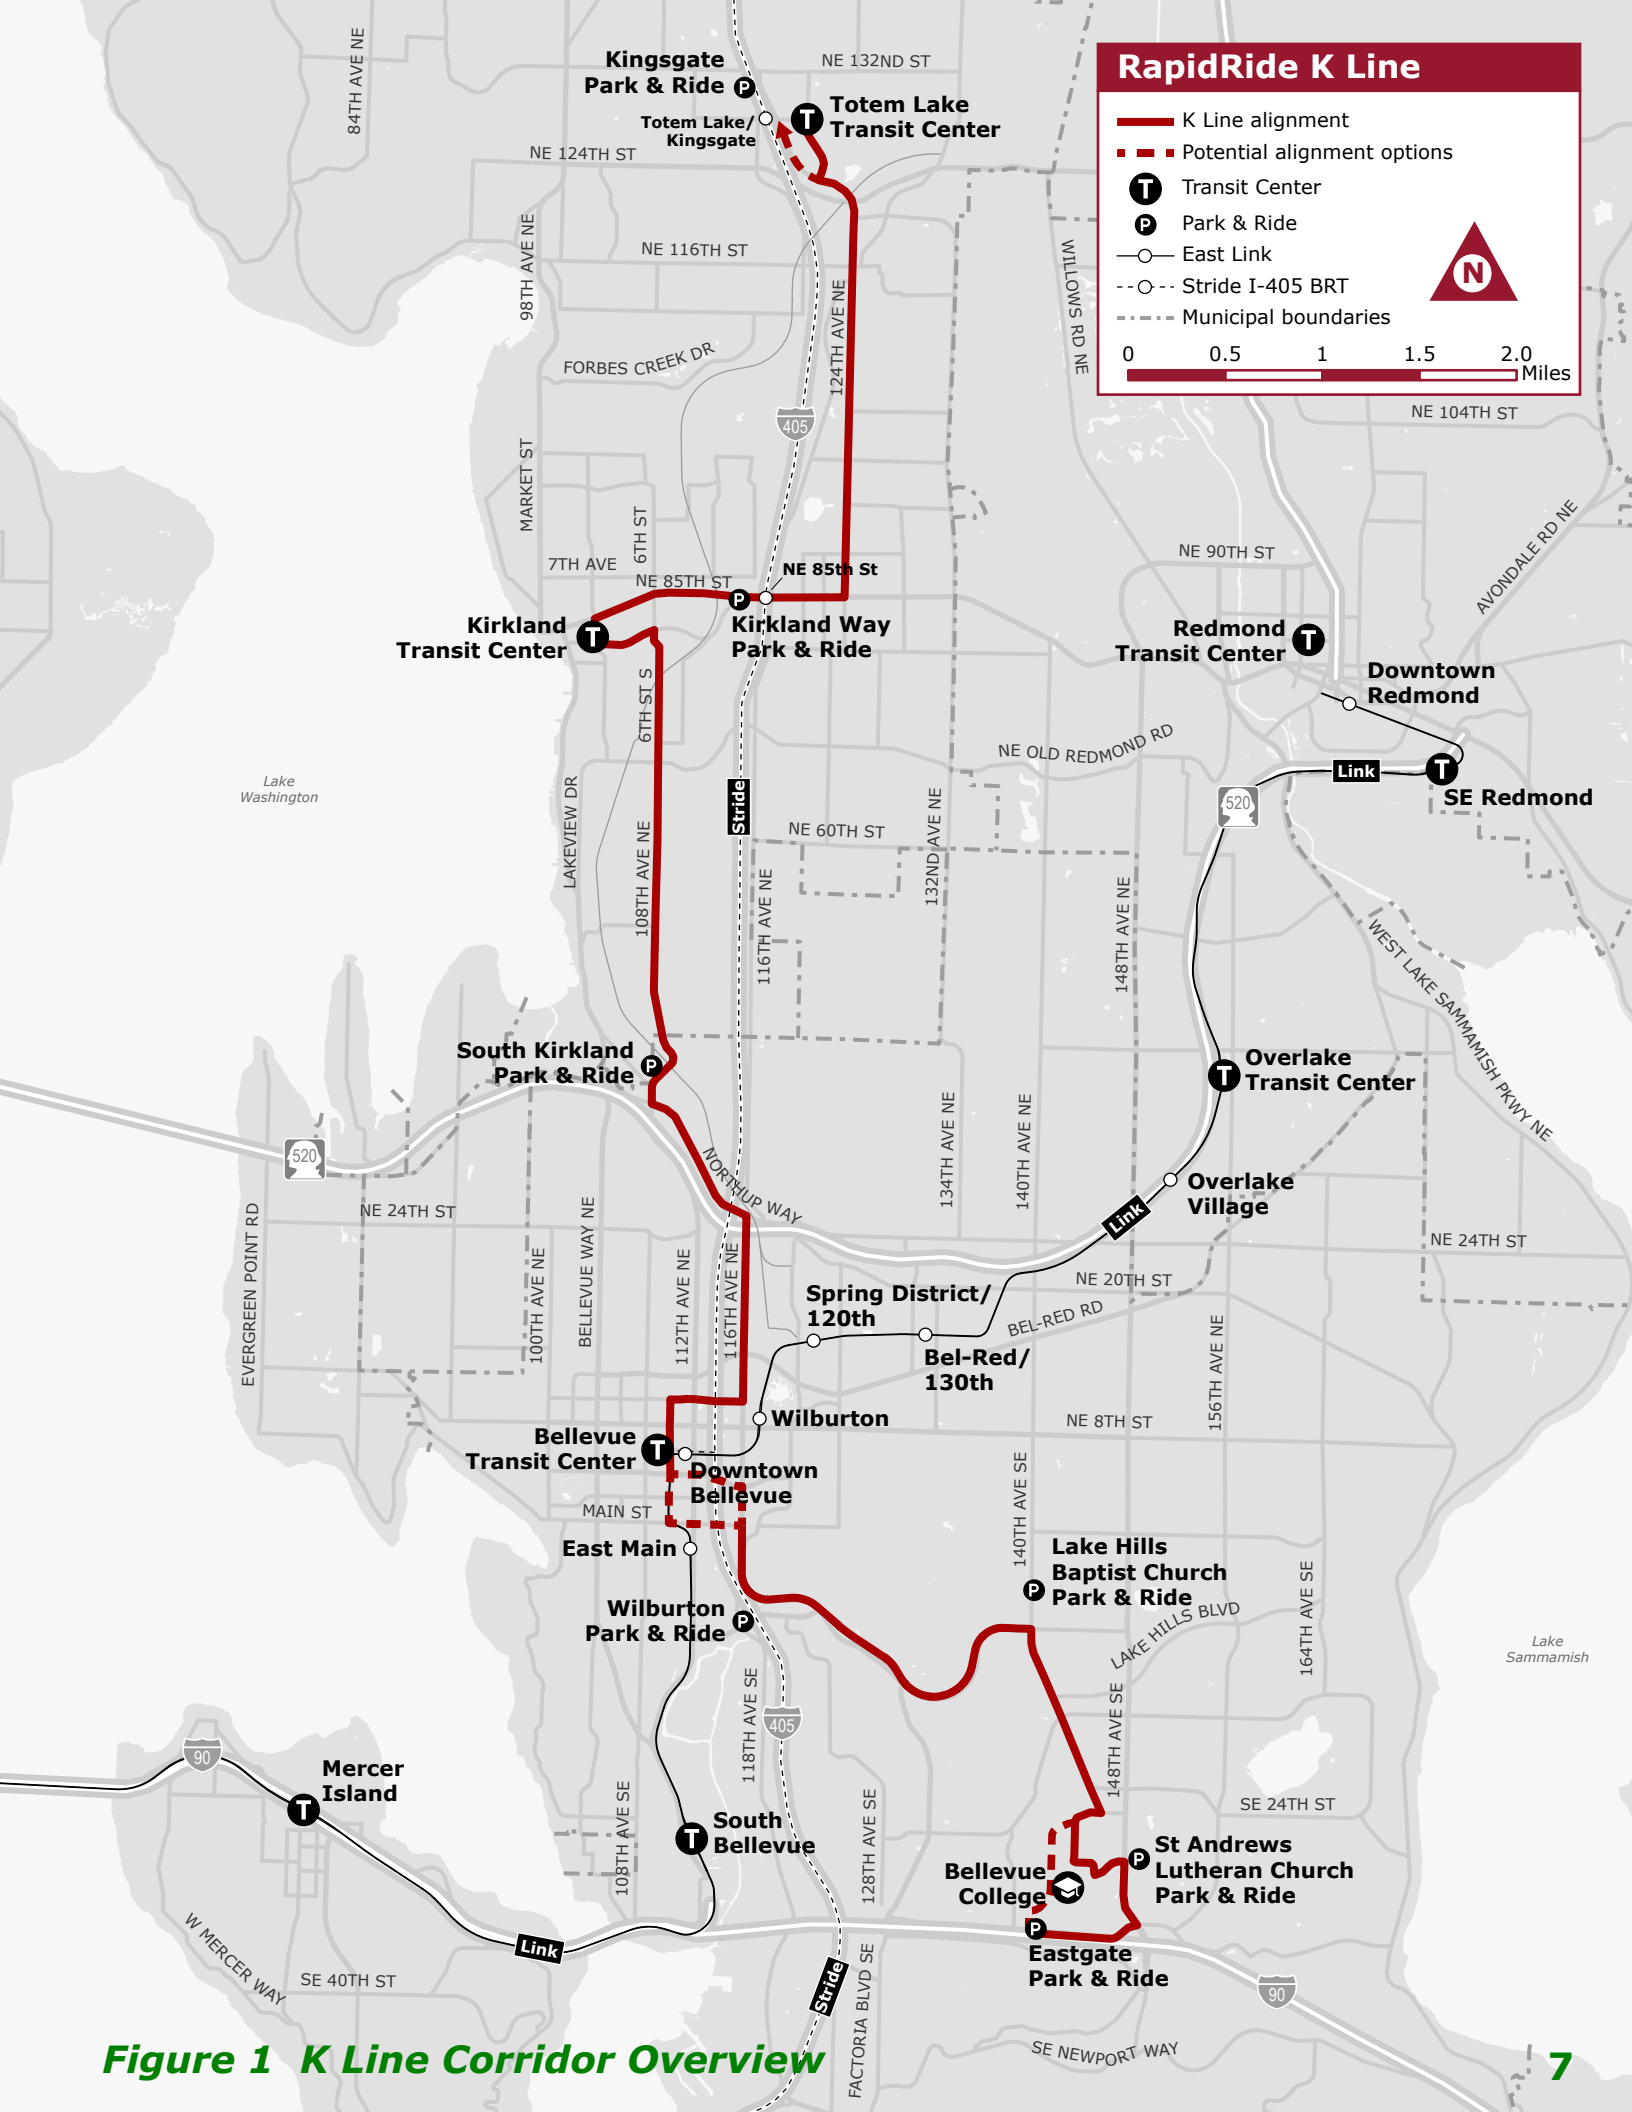 Kingsgate
Park & Ride
P
NE 132ND ST
84TH AVE NE
Totem Lake/
Kingsgate
T
Totem Lake
Transit Center
RapidRide K Line
K Line alignment
Potential alignment options
T
Transit Center
P
Park & Ride
East Link
Stride I-405 BRT
Municipal boundaries
N
0
0.5
1
1.5
2.0
Miles
NE 124TH ST
98TH AVE NE
NE 116TH ST
WILLOWS RD NE
124TH AVE NE
FORBES CREEK DR
405
NE 104TH ST
MARKET ST
6TH ST
7TH AVE
NE 85TH ST
NE 85th St
NE 90TH ST
AVONDALE RD NE
P
Kirkland Way
Park & Ride
Kirkland
Transit Center
T
Redmond
Transit Center
T
Downtown
Redmond
6TH ST S
NE OLD REDMOND RD
Link
T
SE Redmond
520
Lake
Washington
LAKEVIEW DR
Stride
NE 60TH ST
132ND AVE NE
108TH AVE NE
116TH AVE NE
148TH AVE NE
WEST LAKE SAMMAMISH PKWY NE
South Kirkland
Park & Ride
P
Overlake
Transit Center
T
520
NORTHUP WAY
134TH AVE NE
140TH AVE NE
Overlake
Village
Link
NE 24TH ST
NE 24TH ST
EVERGREEN POINT RD
100TH AVE NE
BELLEVUE WAY NE
112TH AVE NE
116TH AVE NE
NE 20TH ST
BEL-RED RD
Spring District/
120th
Bel-Red/
130th
156TH AVE NE
Wilburton
NE 8TH ST
Bellevue
Transit Center
T
Downtown
Bellevue
MAIN ST
East Main
140TH AVE SE
Lake Hills
Baptist Church
Park & Ride
P
LAKE HILLS BLVD
164TH AVE SE
Wilburton
Park & Ride
P
Lake
Sammamish
118TH AVE SE
405
148TH AVE SE
90
Mercer
Island
T
South
Bellevue
T
108TH AVE SE
128TH AVE SE
SE 24TH ST
St Andrews
Lutheran Church
Park & Ride
P
Bellevue
College
P
Eastgate
Park & Ride
Link
W MERCER WAY
SE 40TH ST
Stride
FACTORIA BLVD SE
90
SE NEWPORT WAY
Figure 1 K Line Corridor Overview
7